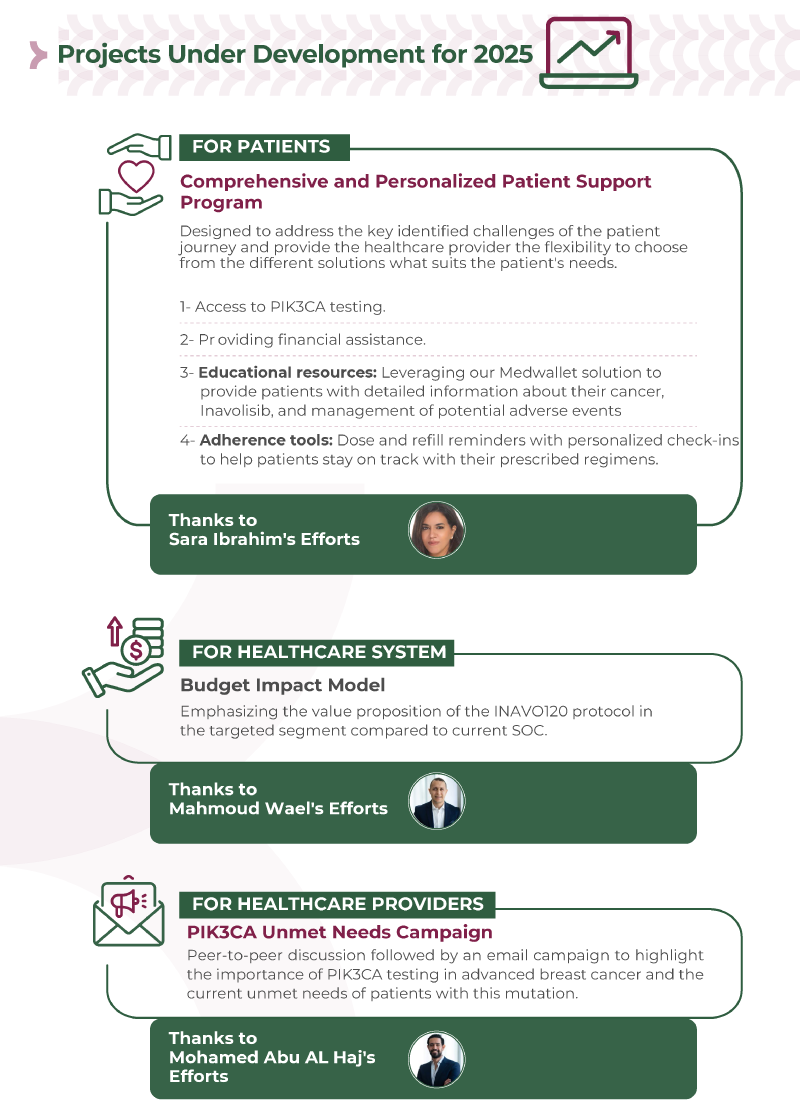 Projects Under Development for 2025
FOR PATIENTS
Comprehensive and Personalized Patient Support
Program
Designed to address the key identified challenges of the patient
journey and provide the healthcare provider the flexibility to choose
from the different solutions what suits the patient's needs.
1- Access to PIK3CA testing.
2- Pr oviding financial assistance.
3- Educational resources: Leveraging our Medwallet solution to
provide patients with detailed information about their cancer,
Inavolisib, and management of potential adverse events
4- Adherence tools: Dose and refill reminders with personalized check-ins
to help patients stay on track with their prescribed regimens.
Thanks to
Sara Ibrahim's Efforts
$
FOR HEALTHCARE SYSTEM
Budget Impact Model
Emphasizing the value proposition of the INAVO120 protocol in
the targeted segment compared to current SOC.
Thanks to
Mahmoud Wael's Efforts
FOR HEALTHCARE PROVIDERS
PIK3CA Unmet Needs Campaign
Peer-to-peer discussion followed by an email campaign to highlight
the importance of PIK3CA testing in advanced breast cancer and the
current unmet needs of patients with this mutation.
Thanks to
Mohamed Abu AL Haj's
Efforts